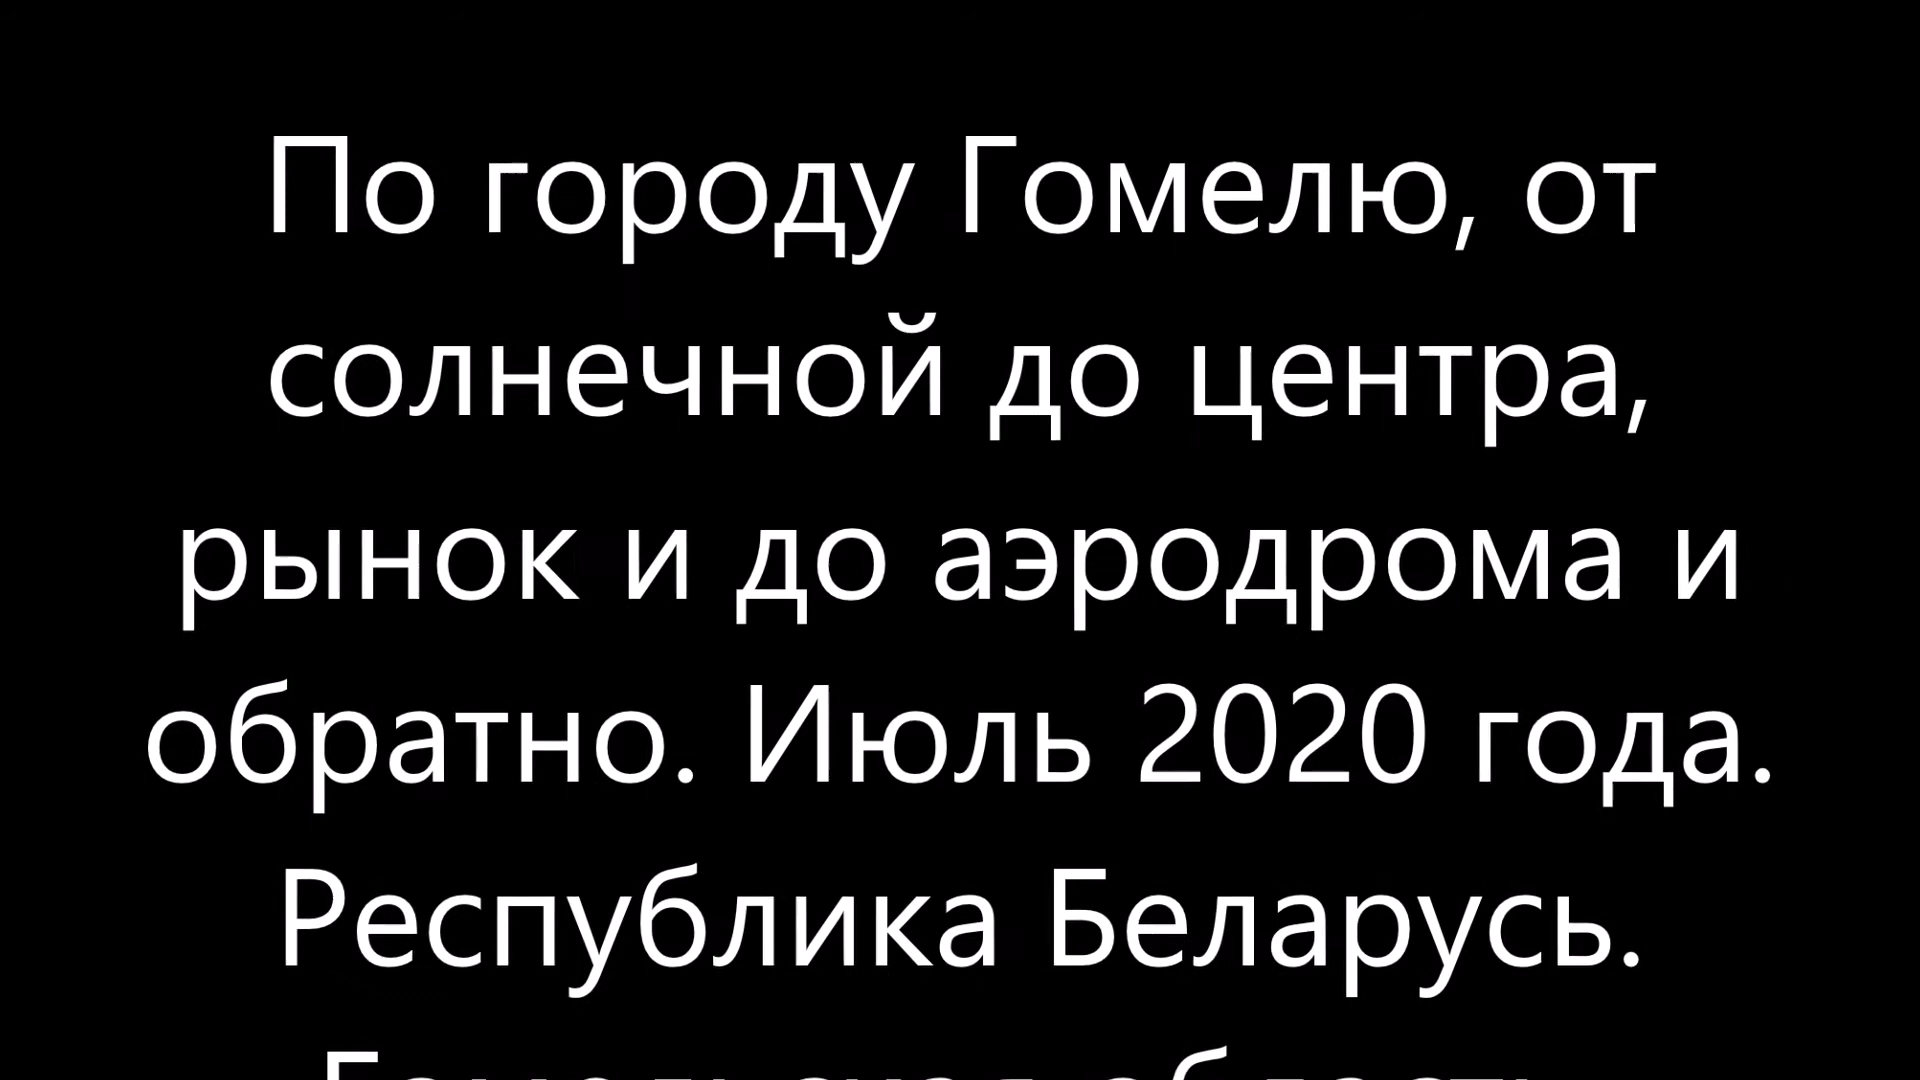 По городу Гомелю, от
солнечной до центра,
рынок и до аэродрома и
обратно. Июль 2020 года.
Республика Беларусь.